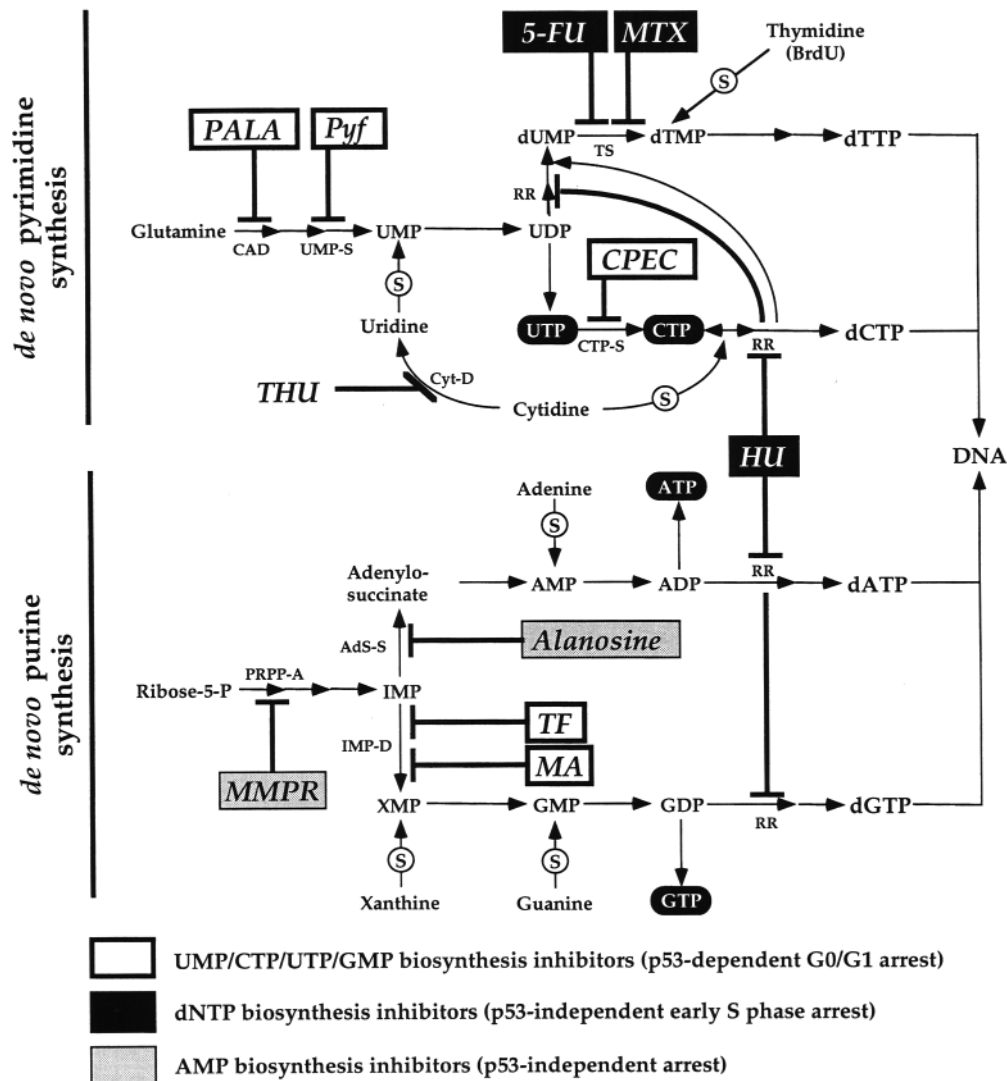 de novo pyrimidine
synthesis
5-FU
MTX
Thymidine
(BrdU)
S
PALA
Pyf
dUMP
TS
dTMP
dTTP
RR
Glutamine
CAD
UMP-S
UMP
UDP
CPEC
S
Uridine
UTP
CTP-S
CTP
RR
dCTP
THU
Cyt-D
Cytidine
S
HU
DNA
de novo purine
synthesis
Adenine
ATP
S
Adenylo-
succinate
AMP
ADP
RR
dATP
AdS-S
Alanosine
Ribose-5-P
PRPP-A
IMP
TF
IMP-D
MA
MMPR
XMP
GMP
GDP
RR
dGTP
S
S
Xanthine
Guanine
GTP
UMP/CTP/UTP/GMP biosynthesis inhibitors (p53-dependent G0/G1 arrest)
dNTP biosynthesis inhibitors (p53-independent early S phase arrest)
AMP biosynthesis inhibitors (p53-independent arrest)